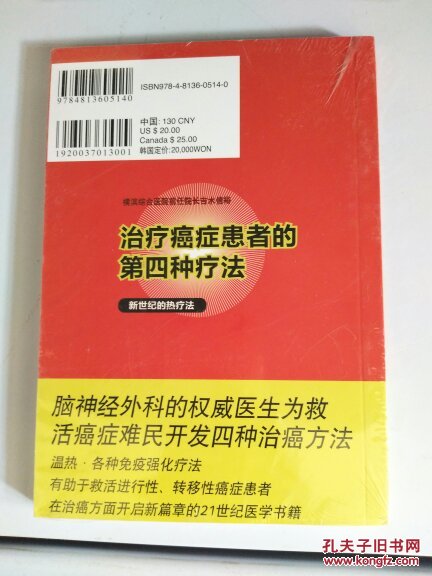 ISBN978-4-8136-0514-0
9784813605140
中国: 130 CNY
US $ 20.00
Canada $ 25.00
韩国定价: 20,000WON
1920037013001
横滨综合医院前任院长吉水信裕
治疗癌症患者的
第四种疗法
新世纪的热疗法
脑神经外科的权威医生为救
活癌症难民开发四种治癌方法
温热·各种免疫强化疗法
有助于救活进行性、转移性癌症患者
在治癌方面开启新篇章的21世纪医学书籍
孔夫子旧书网
www.kongfz.com